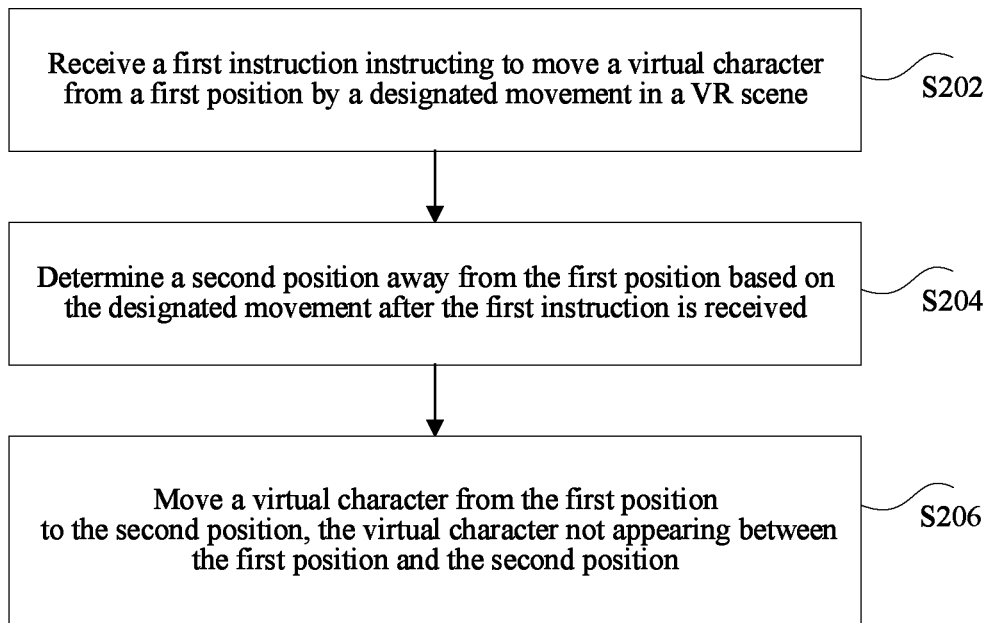 Receive a first instruction instructing to move a virtual character
from a first position by a designated movement in a VR scene
S202
Determine a second position away from the first position based on
the designated movement after the first instruction is received
S204
Move a virtual character from the first position
to the second position, the virtual character not appearing between
the first position and the second position
S206